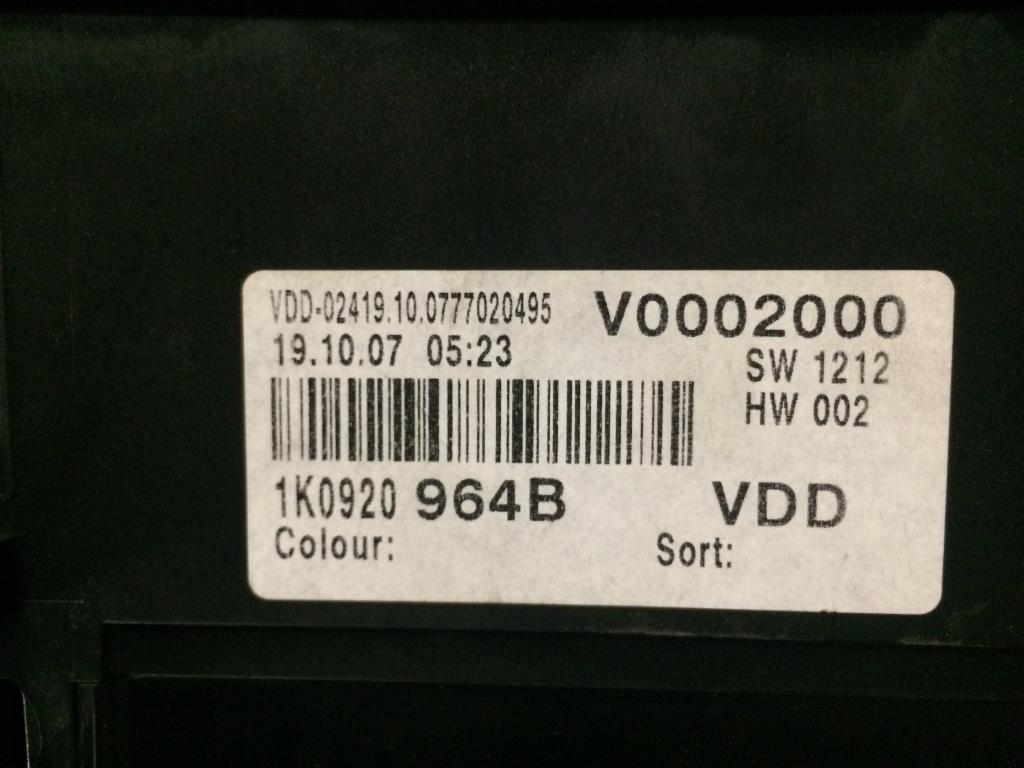 VDD-02419.10.0777020495 V0002000
19.10.07 05:23
SW 1212
HW 002
1K0920 964B VDD
Colour: Sort: